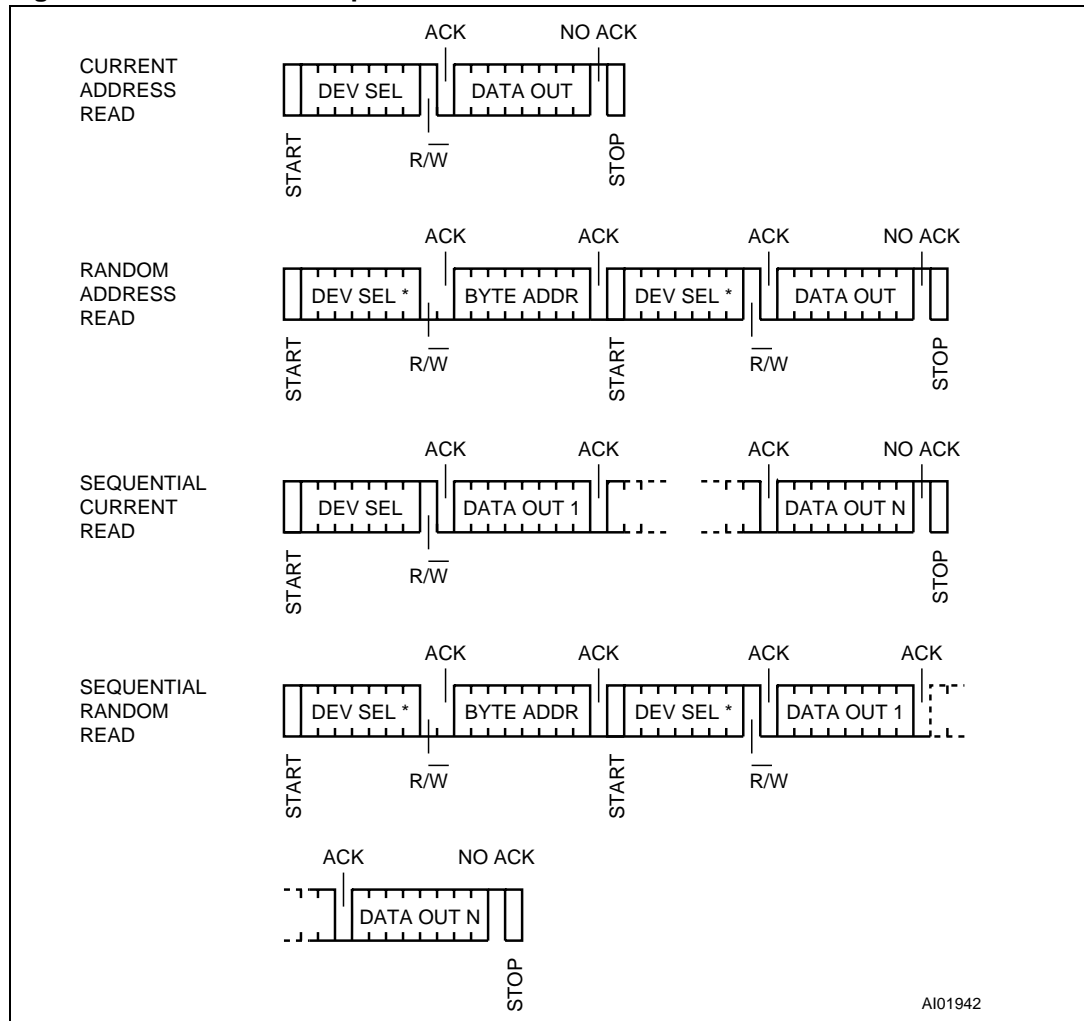 ACK NO ACK
CURRENT
ADDRESS
READ
DEV SEL DATA OUT
R/W̅
START STOP
ACK ACK ACK NO ACK
RANDOM
ADDRESS
READ
DEV SEL * BYTE ADDR DEV SEL * DATA OUT
R/W̅ R̅/W
START START STOP
ACK ACK ACK NO ACK
SEQUENTIAL
CURRENT
READ
DEV SEL DATA OUT 1 DATA OUT N
R/W̅
START STOP
ACK ACK ACK ACK
SEQUENTIAL
RANDOM
READ
DEV SEL * BYTE ADDR DEV SEL * DATA OUT 1
R/W̅ R̅/W
START START
ACK NO ACK
DATA OUT N
STOP
AI01942